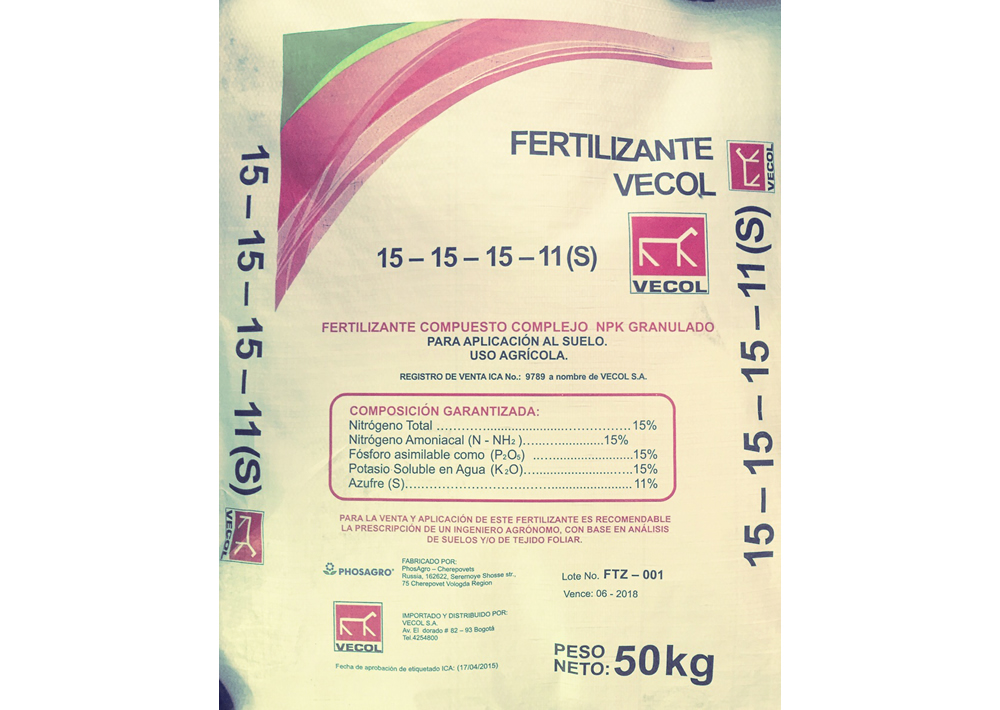 FERTILIZANTE
VECOL
VECOL
15 – 15 – 15 – 11 (S)
VECOL
15 – 15 – 15 – 11 (S)
15 – 15 – 15 – 11 (S)
FERTILIZANTE COMPUESTO COMPLEJO NPK GRANULADO
PARA APLICACIÓN AL SUELO.
USO AGRÍCOLA.
REGISTRO DE VENTA ICA No.: 9789 a nombre de VECOL S.A.
COMPOSICIÓN GARANTIZADA:
Nitrógeno Total ................................................ 15%
Nitrógeno Amoniacal (N - NH₂ )......................15%
Fósforo asimilable como (P₂O₅) ........................15%
Potasio Soluble en Agua (K₂O)..........................15%
Azufre (S)....................................................... 11%
PARA LA VENTA Y APLICACIÓN DE ESTE FERTILIZANTE ES RECOMENDABLE
LA PRESCRIPCIÓN DE UN INGENIERO AGRÓNOMO, CON BASE EN ANÁLISIS
DE SUELOS Y/O DE TEJIDO FOLIAR.
VECOL
PHOSAGRO®
FABRICADO POR:
PhosAgro – Cherepovets
Russia, 162622, Seremoye Shosse str.,
75 Cherepovet Vologda Region
Lote No. FTZ – 001
Vence: 06 - 2018
VECOL
IMPORTADO Y DISTRIBUIDO POR:
VECOL S.A.
Av. El dorado # 82 – 93 Bogotá
Tel.4254800
Fecha de aprobación de etiquetado ICA: (17/04/2015)
PESO
NETO: 50kg